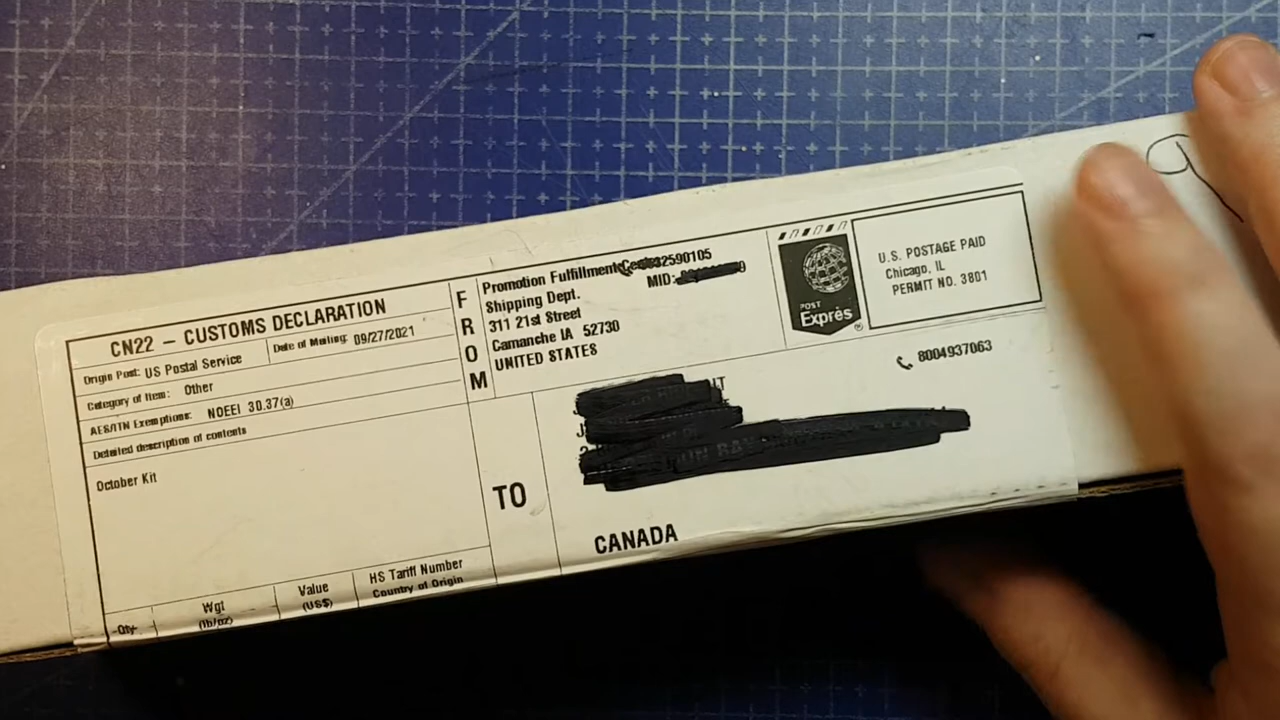 CN22 – CUSTOMS DECLARATION
Origin Post: US Postal Service
Date of Mailing: 09/27/2021
Category of Item: Other
AES/ITN Exemptions: NOEEI 30.37(a)
Detailed description of contents
October Kit
Qty
Wgt
(lb/oz)
Value
(US$)
HS Tariff Number
Country of Origin
FROM
Promotion Fulfillment
Shipping Dept.
MID:
311 21st Street
Camanche IA 52730
UNITED STATES
POST
Exprès
U.S. POSTAGE PAID
Chicago, IL
PERMIT NO. 3801
8004937063
TO
CANADA